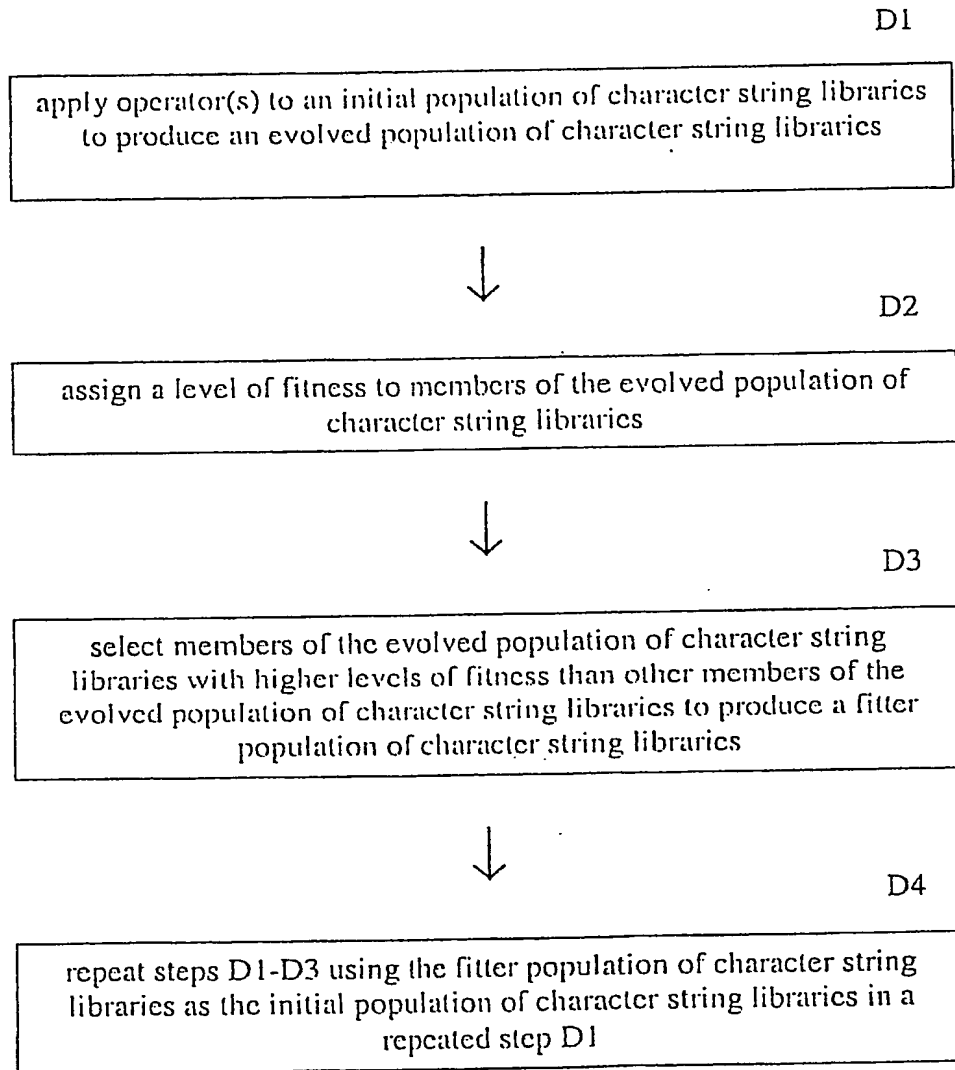 D1
apply operator(s) to an initial population of character string libraries
to produce an evolved population of character string libraries
D2
assign a level of fitness to members of the evolved population of
character string libraries
D3
select members of the evolved population of character string
libraries with higher levels of fitness than other members of the
evolved population of character string libraries to produce a fitter
population of character string libraries
D4
repeat steps D1-D3 using the fitter population of character string
libraries as the initial population of character string libraries in a
repeated step D1